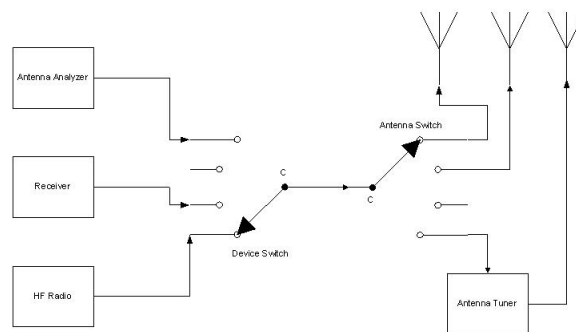 Antenna Analyzer
Antenna Switch
C
Receiver
C
Device Switch
HF Radio
Antenna Tuner